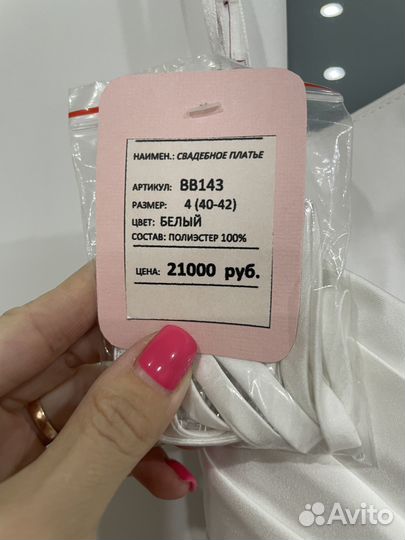 НАИМЕН.: СВАДЕБНОЕ ПЛАТЬЕ
АРТИКУЛ: BB143
РАЗМЕР: 4 (40-42)
ЦВЕТ: БЕЛЫЙ
СОСТАВ: ПОЛИЭСТЕР 100%
ЦЕНА: 21000 руб.
Avito